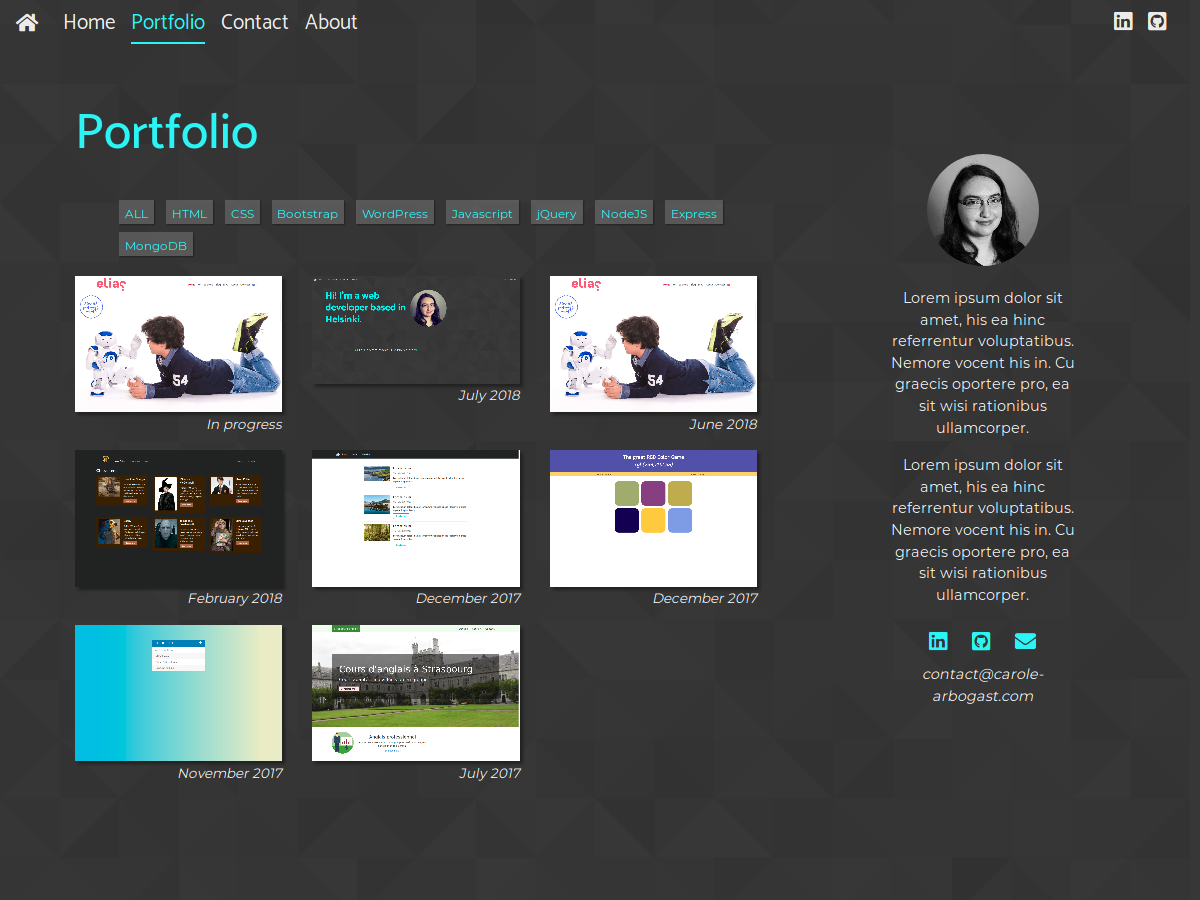 Home Portfolio Contact About
Portfolio
ALL HTML CSS Bootstrap WordPress Javascript jQuery NodeJS Express
MongoDB
elias
54
In progress
Hi! I'm a web
developer based in
Helsinki.
July 2018
elias
54
June 2018
February 2018
December 2017
The great RGB Color Game
December 2017
November 2017
Cours d'anglais à Strasbourg
Anglais professionnel
July 2017
Lorem ipsum dolor sit
amet, his ea hinc
referrentur voluptatibus.
Nemore vocent his in. Cu
graecis oportere pro, ea
sit wisi rationibus
ullamcorper.
Lorem ipsum dolor sit
amet, his ea hinc
referrentur voluptatibus.
Nemore vocent his in. Cu
graecis oportere pro, ea
sit wisi rationibus
ullamcorper.
contact@carole-
arbogast.com